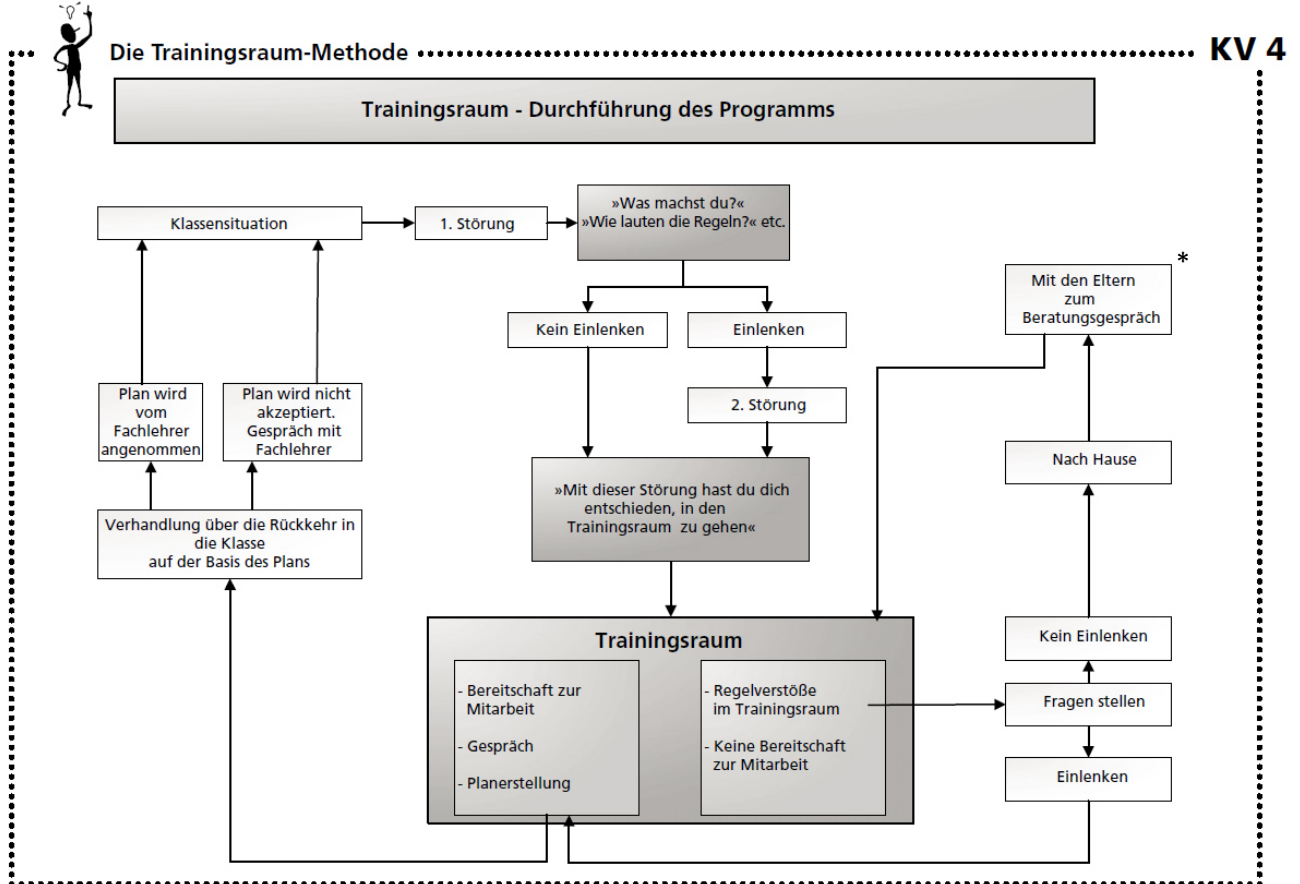 Die Trainingsraum-Methode
KV 4
Trainingsraum - Durchführung des Programms
Klassensituation
1. Störung
»Was machst du?«
»Wie lauten die Regeln?« etc.
Kein Einlenken
Einlenken
2. Störung
»Mit dieser Störung hast du dich
entschieden, in den
Trainingsraum zu gehen«
Plan wird
vom
Fachlehrer
angenommen
Plan wird nicht
akzeptiert.
Gespräch mit
Fachlehrer
Verhandlung über die Rückkehr in
die Klasse
auf der Basis des Plans
Trainingsraum
- Bereitschaft zur
Mitarbeit
- Gespräch
- Planerstellung
- Regelverstöße
im Trainingsraum
- Keine Bereitschaft
zur Mitarbeit
*
Mit den Eltern
zum
Beratungsgespräch
Nach Hause
Kein Einlenken
Fragen stellen
Einlenken